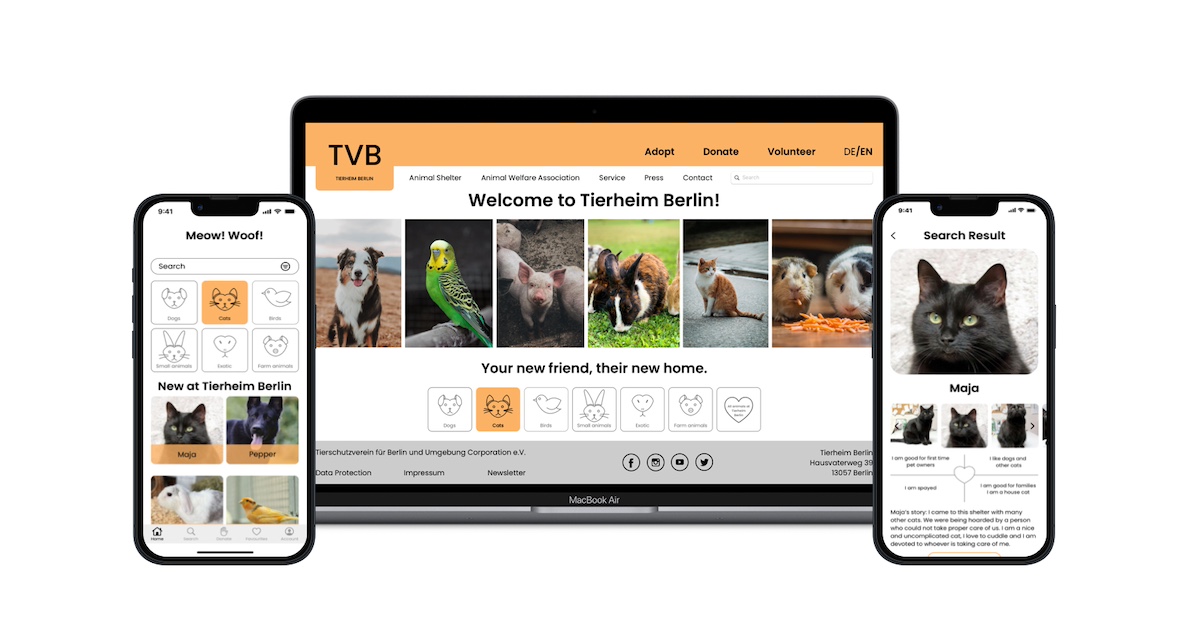 9:41
Meow! Woof!
Search
Dogs
Cats
Birds
Small animals
Exotic
Farm animals
New at Tierheim Berlin
Maja
Pepper
Home
Search
Donate
Favourites
Account
TVB
TIERHEIM BERLIN
Adopt
Donate
Volunteer
DE/EN
Animal Shelter
Animal Welfare Association
Service
Press
Contact
Search
Welcome to Tierheim Berlin!
Your new friend, their new home.
Dogs
Cats
Birds
Small animals
Exotic
Farm animals
All animals at
Tierheim
Berlin
Tierschutzverein für Berlin und Umgebung Corporation e.V.
Data Protection
Impressum
Newsletter
Tierheim Berlin
Hausvaterweg 39
13057 Berlin
MacBook Air
9:41
Search Result
Maja
I am good for first time
pet owners
I like dogs and
other cats
I am spayed
I am good for families
I am a house cat
Maja's story: I came to this shelter with many
other cats. We were being hoarded by a person
who could not take proper care of us. I am a nice
and uncomplicated cat, I love to cuddle and I am
devoted to whoever is taking care of me.